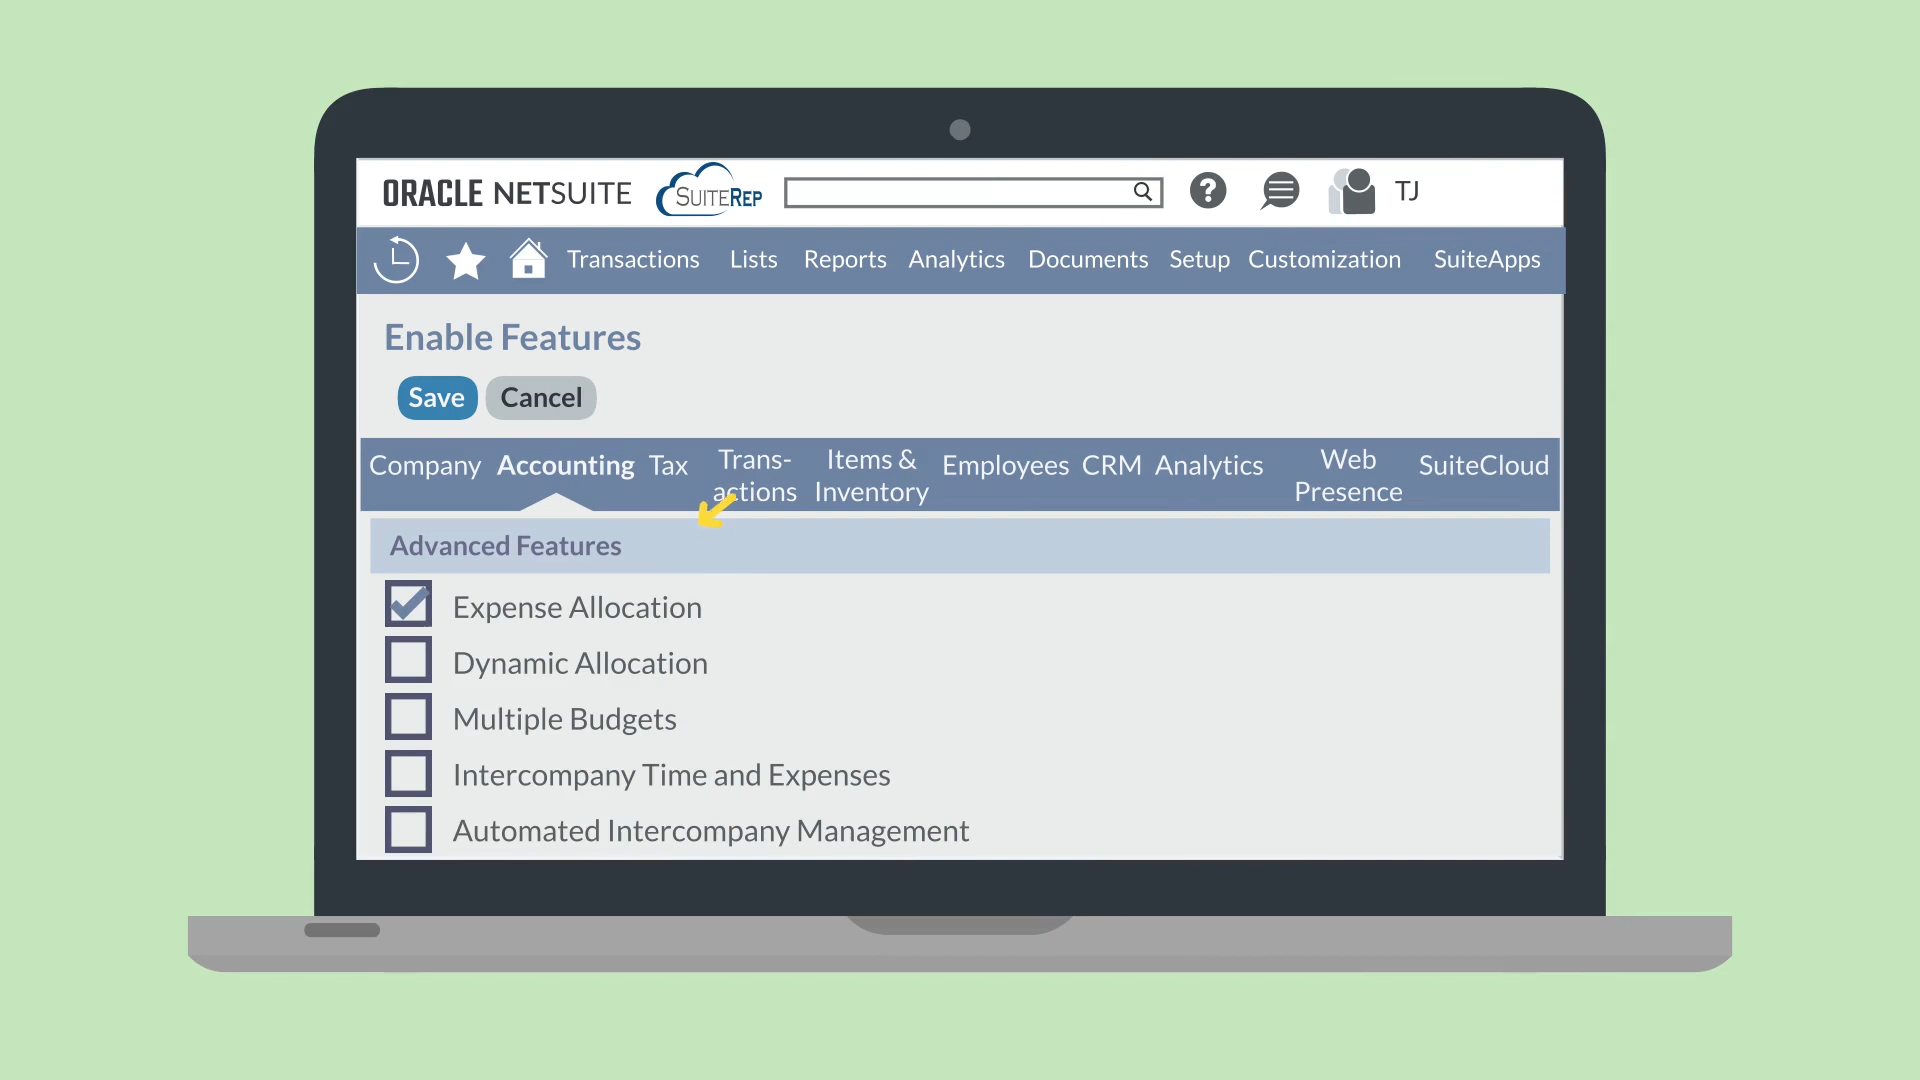 ORACLE NETSUITE SUITEREP ? TJ
Transactions Lists Reports Analytics Documents Setup Customization SuiteApps
Enable Features
Save Cancel
Company Accounting Tax Trans- Items & Employees CRM Analytics Web SuiteCloud
actions Inventory Presence
Advanced Features
Expense Allocation
Dynamic Allocation
Multiple Budgets
Intercompany Time and Expenses
Automated Intercompany Management